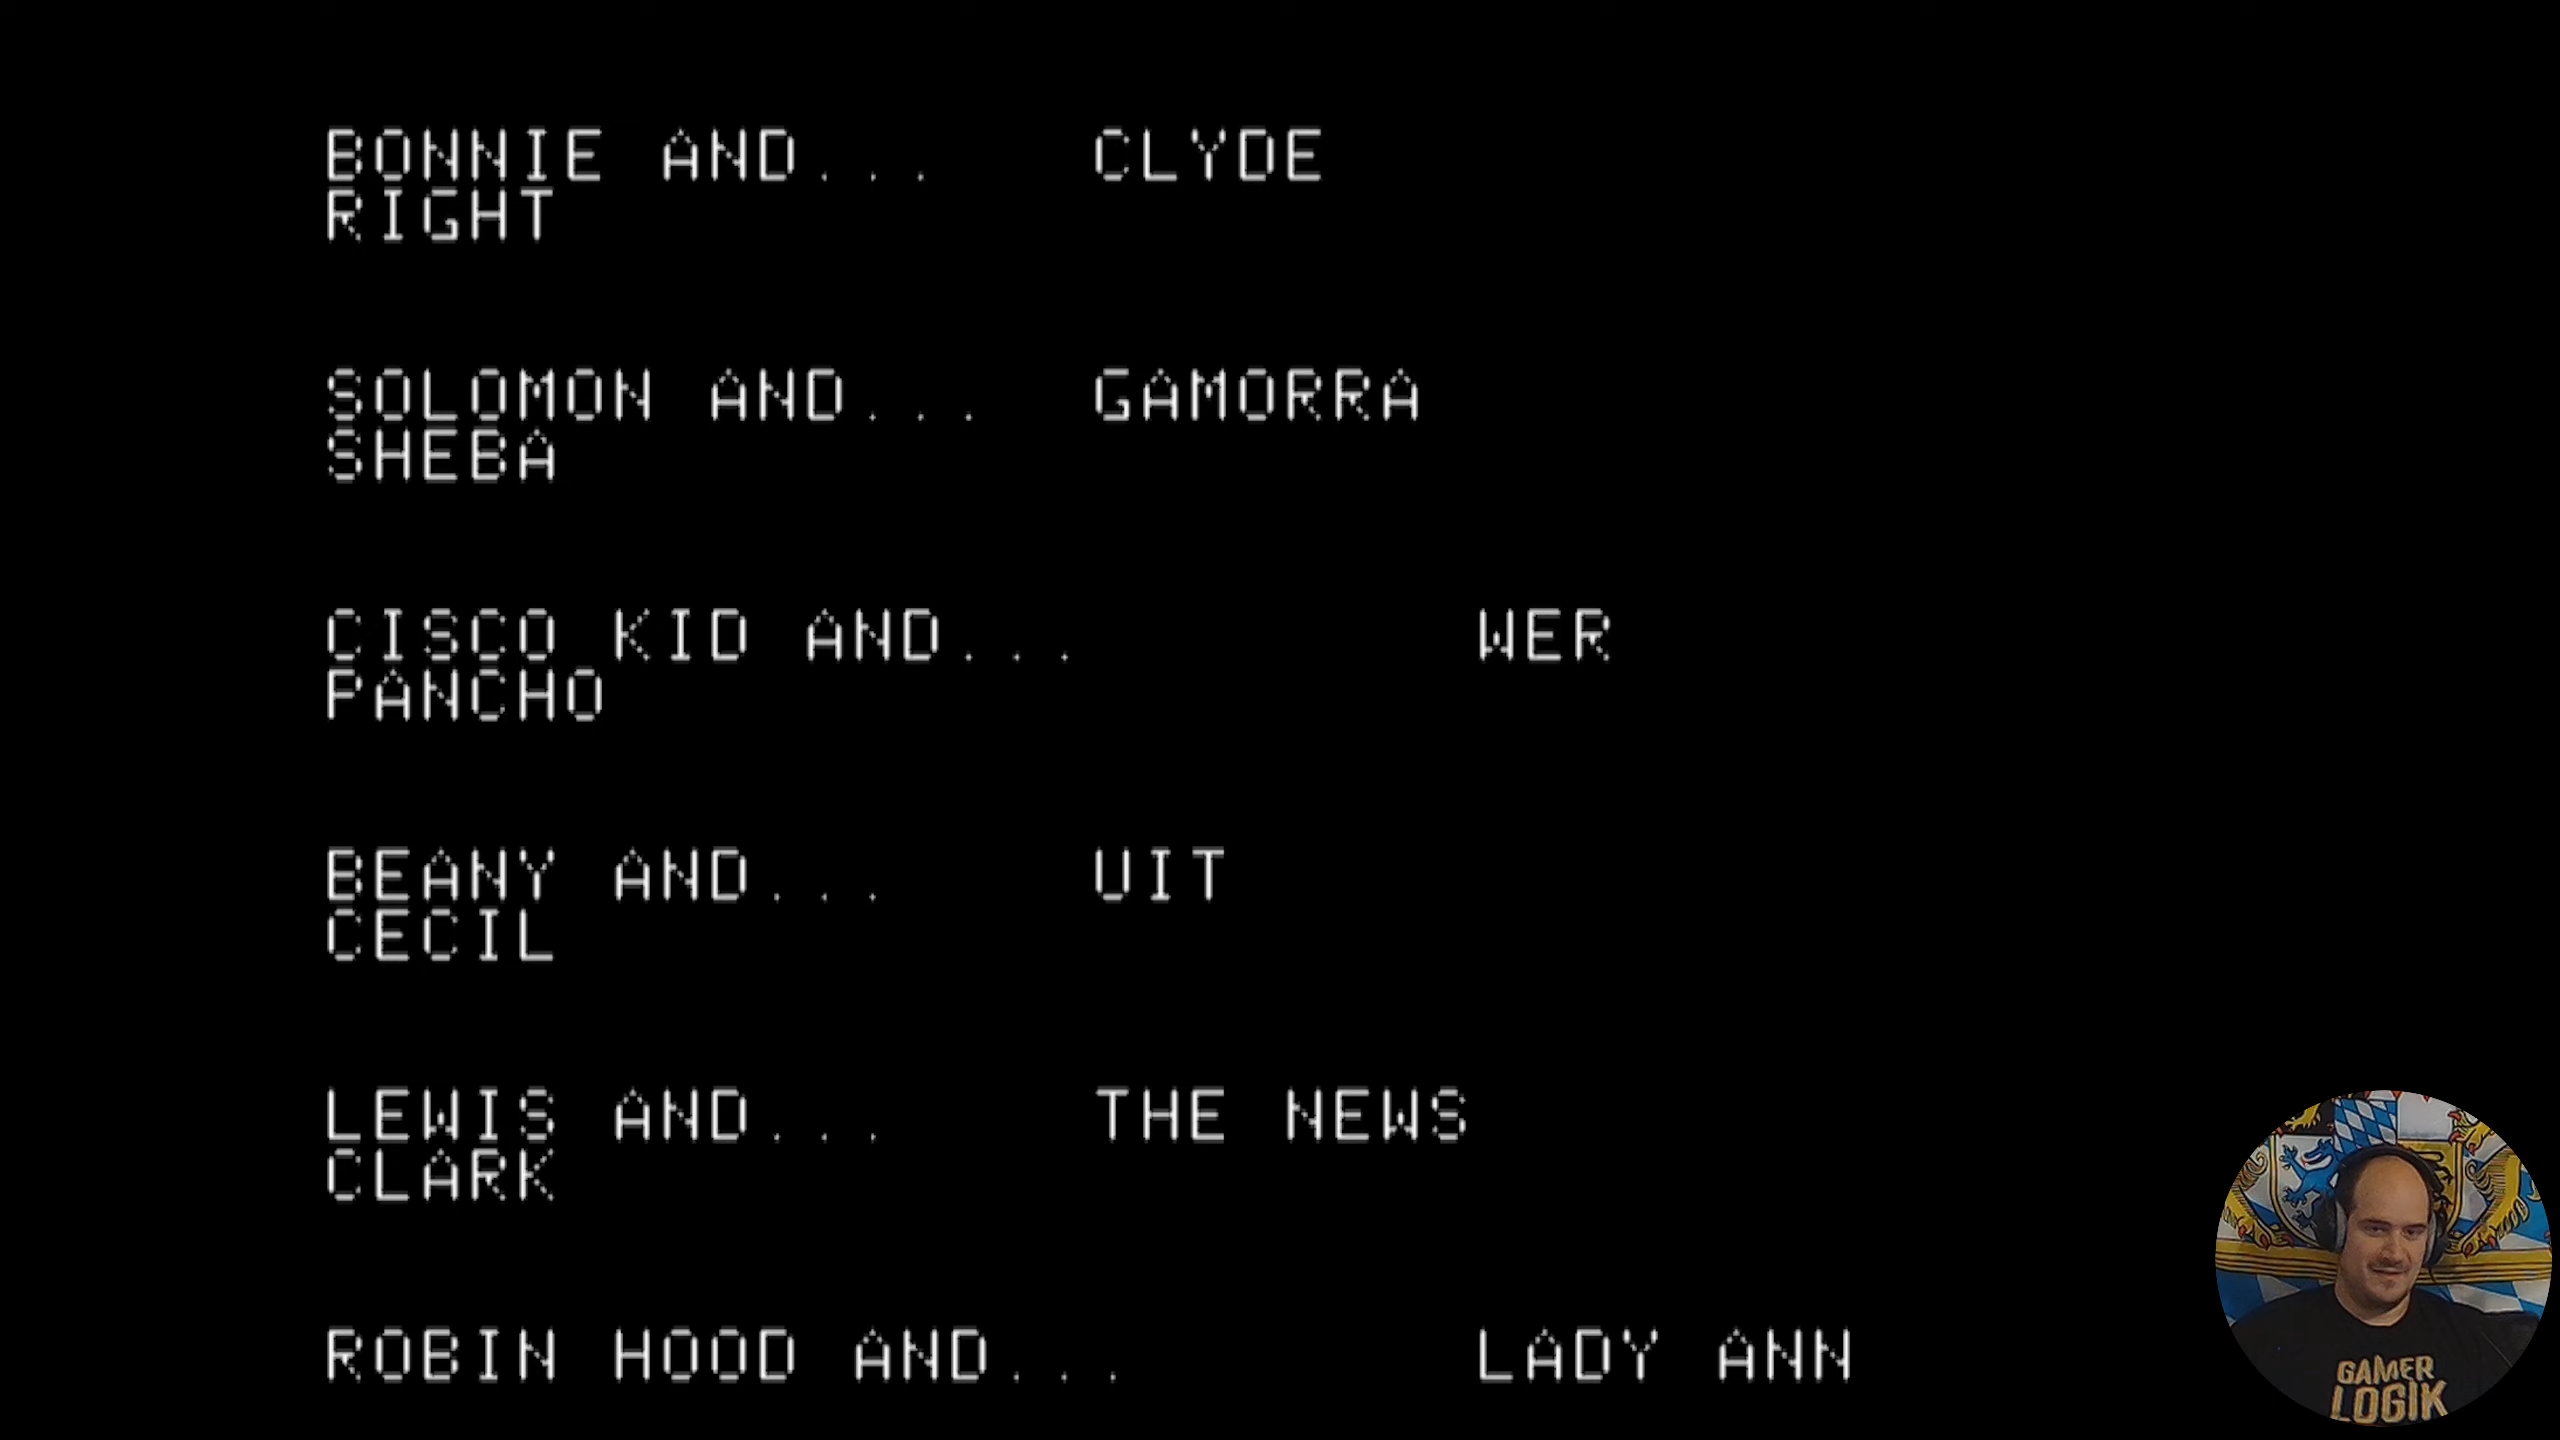 BONNIE AND... CLYDE
RIGHT
SOLOMON AND... GAMORRA
SHEBA
CISCO KID AND... WER
PANCHO
BEANY AND... UIT
CECIL
LEWIS AND... THE NEWS
CLARK
ROBIN HOOD AND... LADY ANN
GAMER
LOGIK